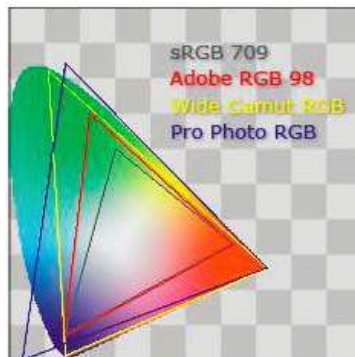 sRGB 709
Adobe RGB 98
Wide Gamut RGB
Pro Photo RGB